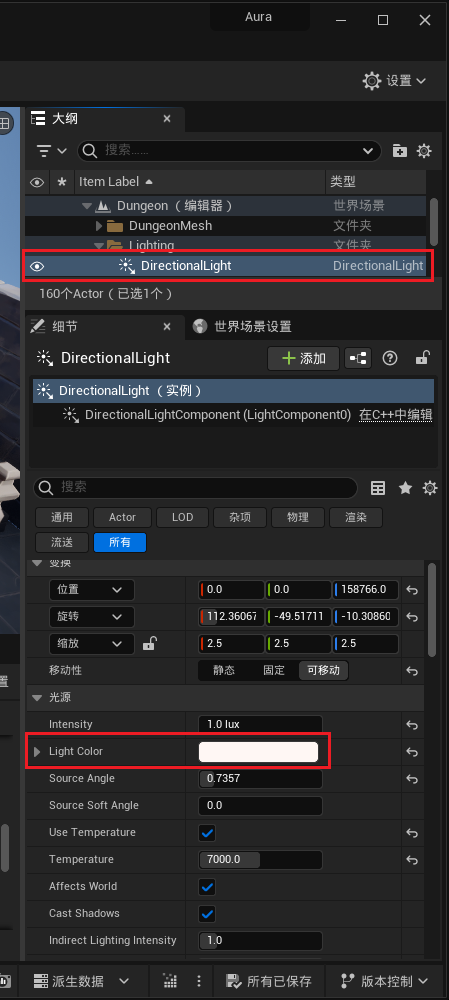 Aura
设置
大纲
搜索......
Item Label
类型
Dungeon（编辑器）
世界场景
DungeonMesh
文件夹
Lighting
文件夹
DirectionalLight
DirectionalLight
160个Actor（已选1个）
细节
世界场景设置
DirectionalLight
添加
DirectionalLight（实例）
DirectionalLightComponent (LightComponent0)
在C++中编辑
搜索
通用
Actor
LOD
杂项
物理
渲染
流送
所有
变换
位置
0.0
0.0
158766.0
旋转
112.36067
-49.51711
-10.30860
缩放
2.5
2.5
2.5
移动性
静态
固定
可移动
光源
Intensity
1.0 lux
Light Color
Source Angle
0.7357
Source Soft Angle
0.0
Use Temperature
Temperature
7000.0
Affects World
Cast Shadows
Indirect Lighting Intensity
1.0
派生数据
所有已保存
版本控制